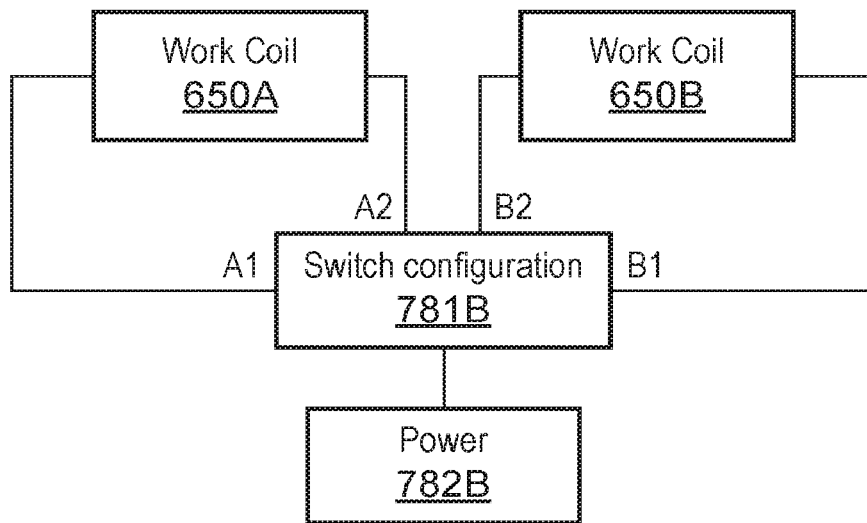 Work Coil
650A
Work Coil
650B
A2
B2
A1
Switch configuration
781B
B1
Power
782B